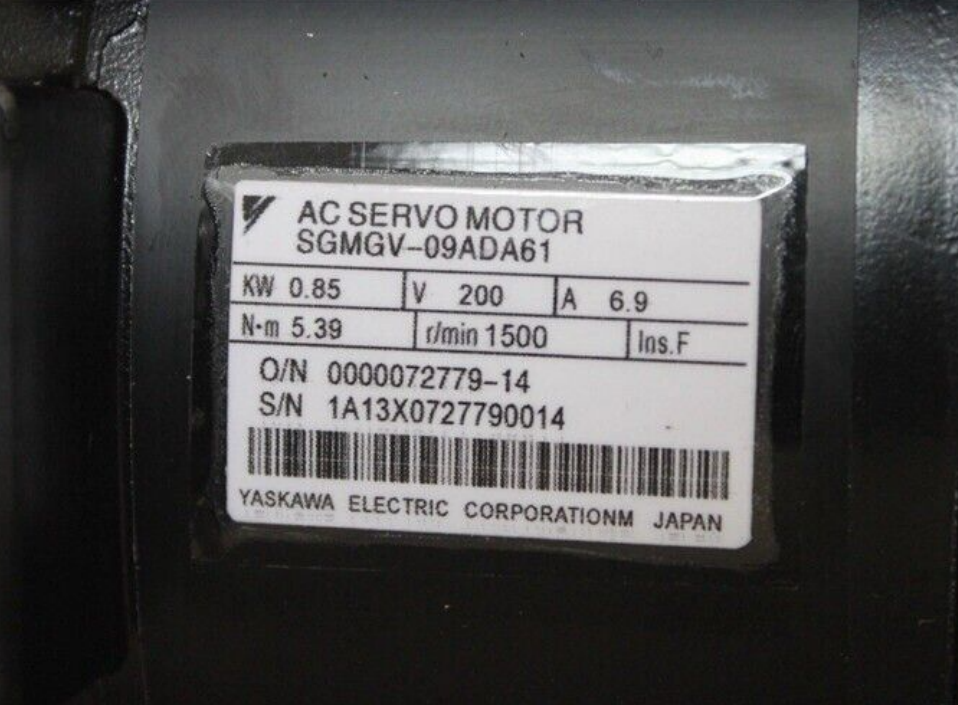 AC SERVO MOTOR
SGMGV-09ADA61
KW 0.85 V 200 A 6.9
N·m 5.39 r/min 1500 Ins.F
O/N 0000072779-14
S/N 1A13X0727790014
YASKAWA ELECTRIC CORPORATIONM JAPAN